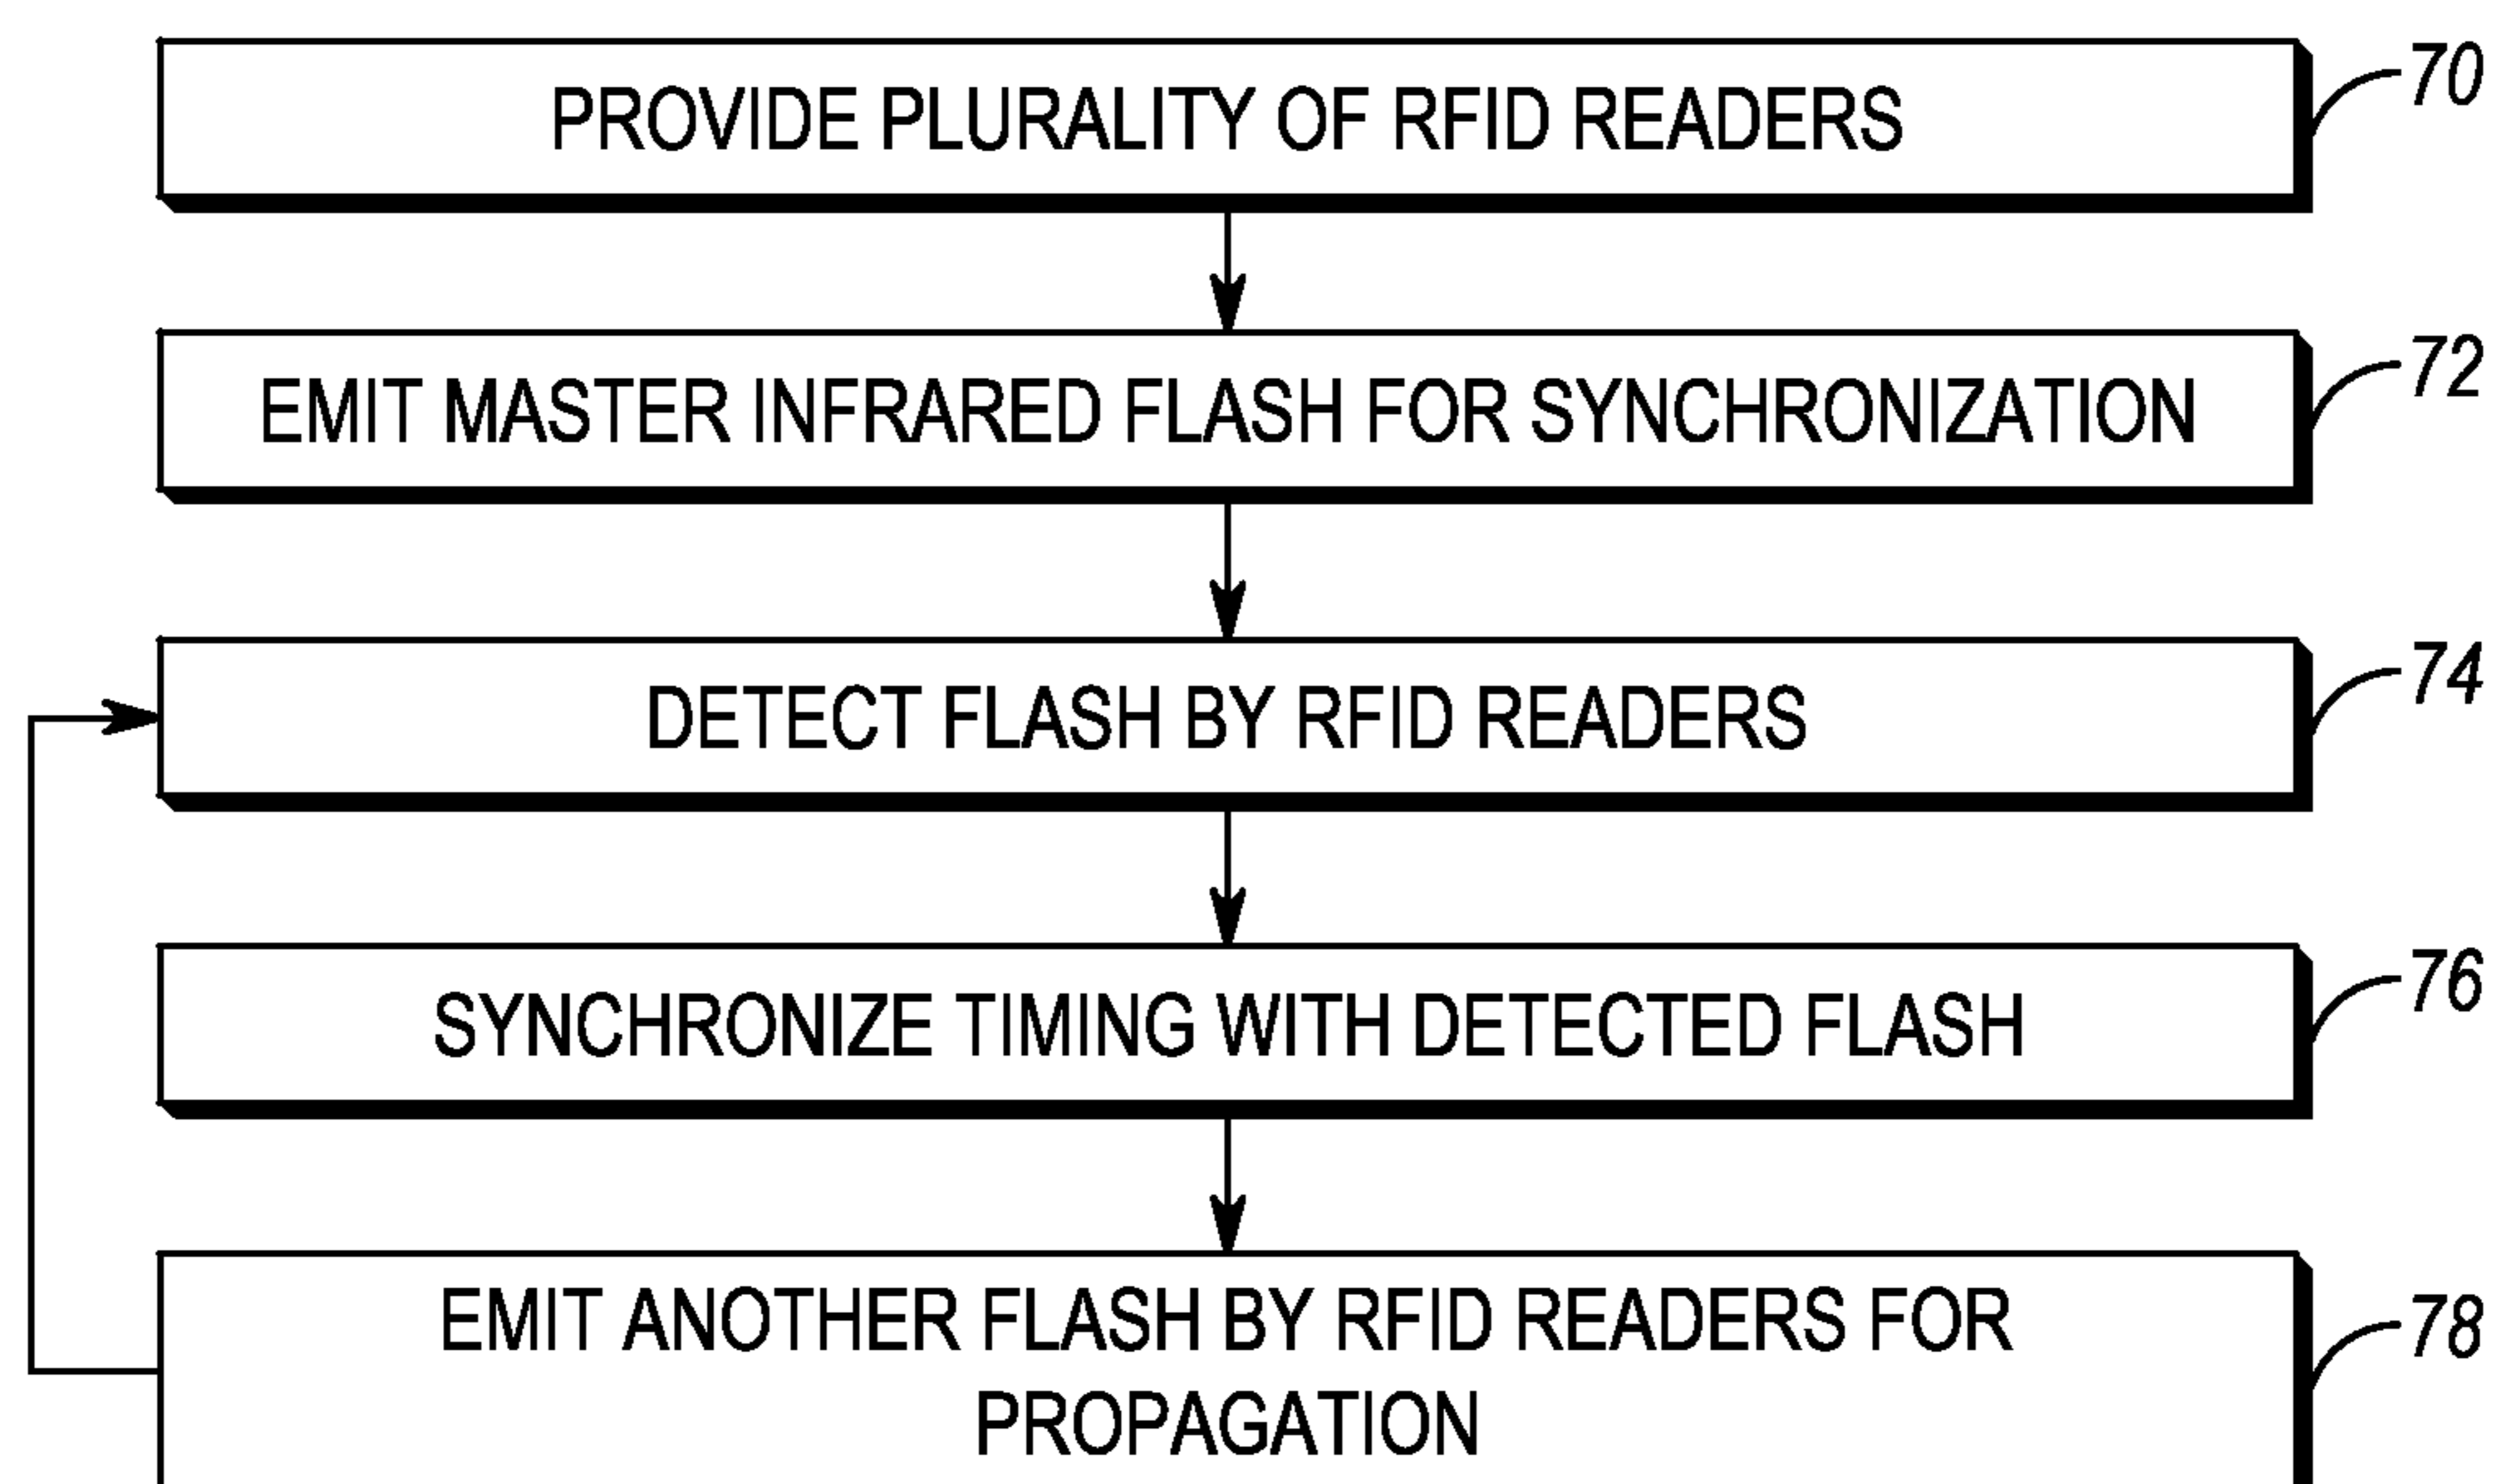 PROVIDE PLURALITY OF RFID READERS
70
EMIT MASTER INFRARED FLASH FOR SYNCHRONIZATION
72
DETECT FLASH BY RFID READERS
74
SYNCHRONIZE TIMING WITH DETECTED FLASH
76
EMIT ANOTHER FLASH BY RFID READERS FOR
PROPAGATION
78